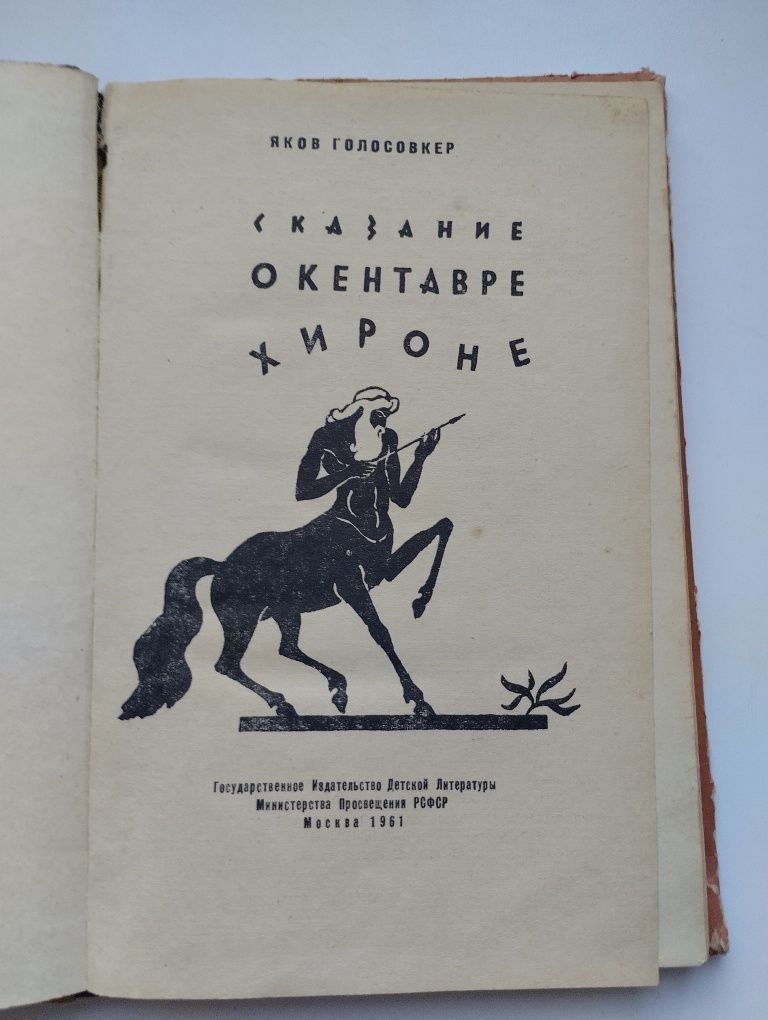 ЯКОВ ГОЛОСОВКЕР
СКАЗАНИЕ
О КЕНТАВРЕ
ХИРОНЕ
Государственное Издательство Детской Литературы
Министерства Просвещения РСФСР
Москва 1961